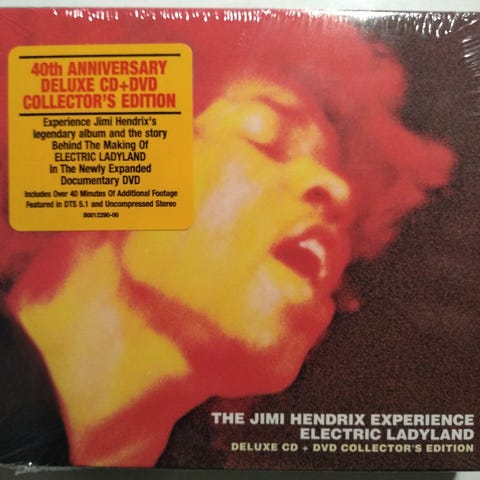 40th ANNIVERSARY
DELUXE CD+DVD
COLLECTOR'S EDITION
Experience Jimi Hendrix's
legendary album and the story
Behind The Making Of
ELECTRIC LADYLAND
In The Newly Expanded
Documentary DVD
Includes Over 40 Minutes Of Additional Footage
Featured in DTS 5.1 and Uncompressed Stereo
B0012290-00
THE JIMI HENDRIX EXPERIENCE
ELECTRIC LADYLAND
DELUXE CD + DVD COLLECTOR'S EDITION